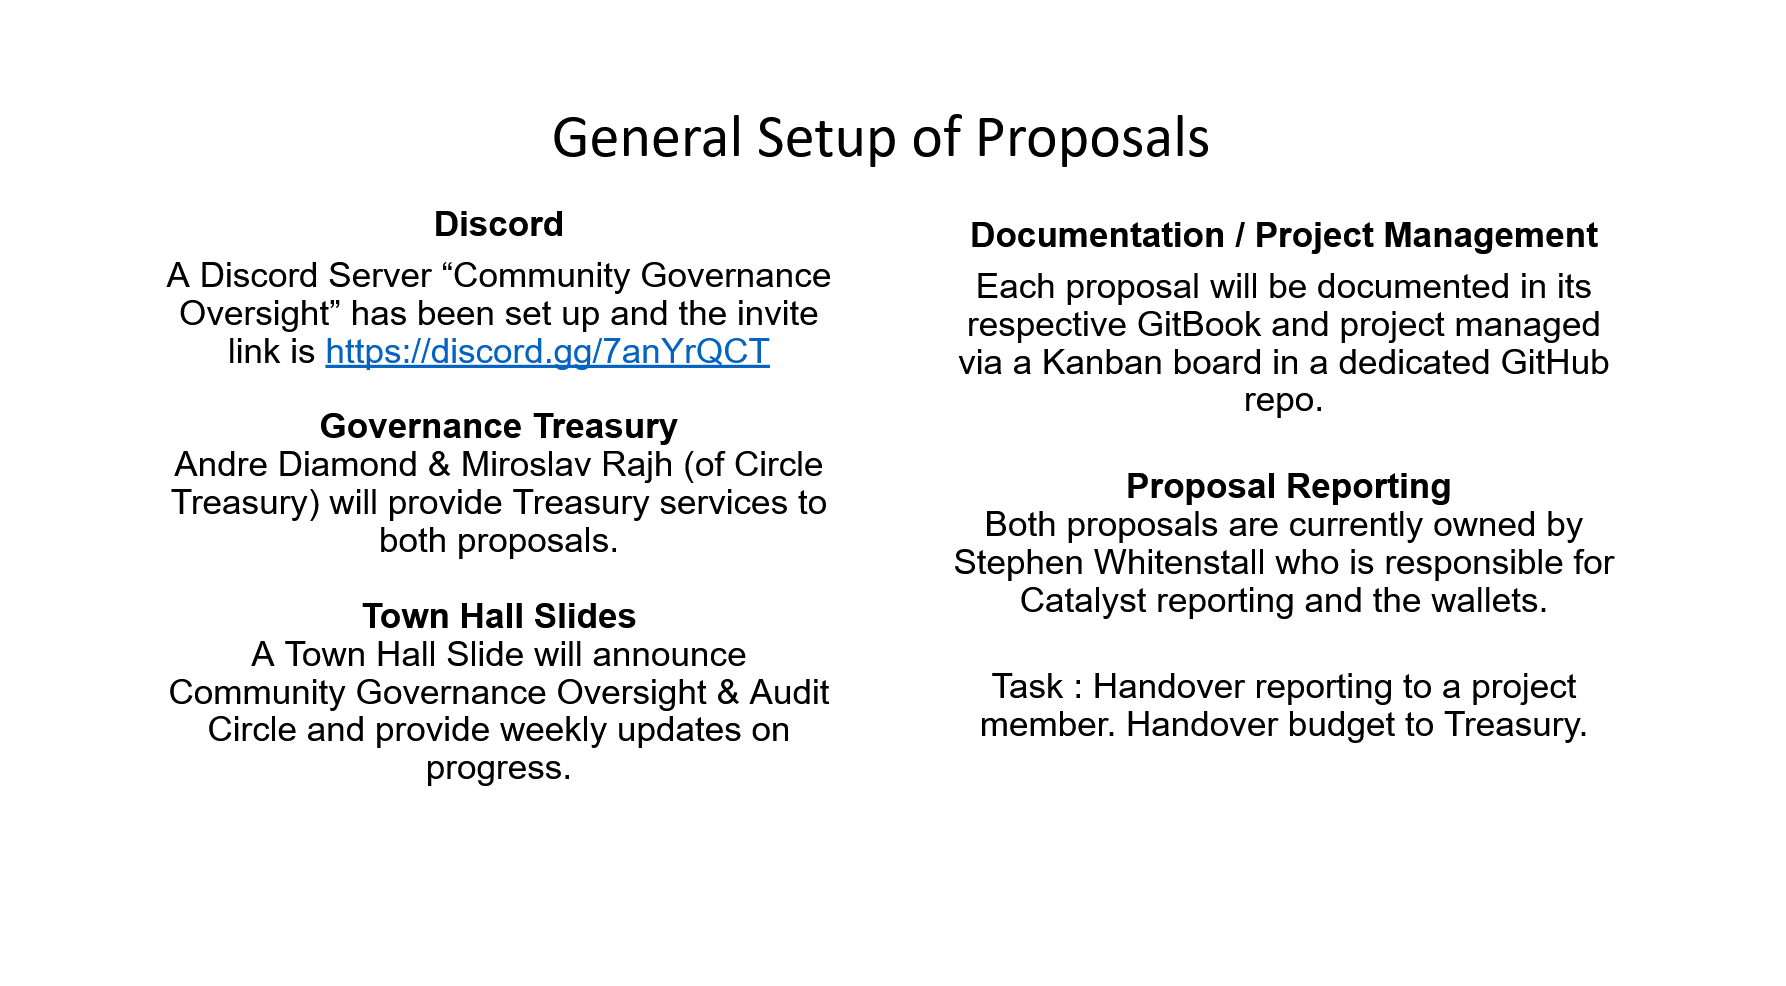 General Setup of Proposals
Discord
A Discord Server “Community Governance
Oversight” has been set up and the invite
link is https://discord.gg/7anYrQCT
Governance Treasury
Andre Diamond & Miroslav Rajh (of Circle
Treasury) will provide Treasury services to
both proposals.
Town Hall Slides
A Town Hall Slide will announce
Community Governance Oversight & Audit
Circle and provide weekly updates on
progress.
Documentation / Project Management
Each proposal will be documented in its
respective GitBook and project managed
via a Kanban board in a dedicated GitHub
repo.
Proposal Reporting
Both proposals are currently owned by
Stephen Whitenstall who is responsible for
Catalyst reporting and the wallets.
Task : Handover reporting to a project
member. Handover budget to Treasury.